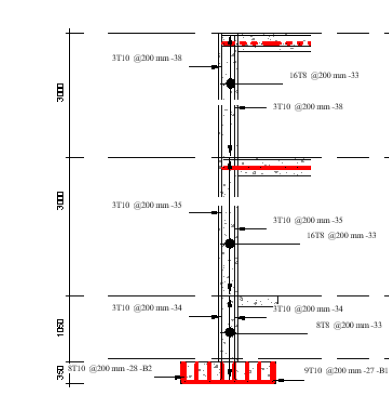 3T10 @200 mm -38
16T8 @200 mm -33
3000
3T10 @200 mm -38
3000
3T10 @200 mm -35
3T10 @200 mm -35
16T8 @200 mm -33
3T10 @200 mm -34
3T10 @200 mm -34
1050
8T8 @200 mm -33
8T10 @200 mm -28 -B2
350
9T10 @200 mm -27 -B1